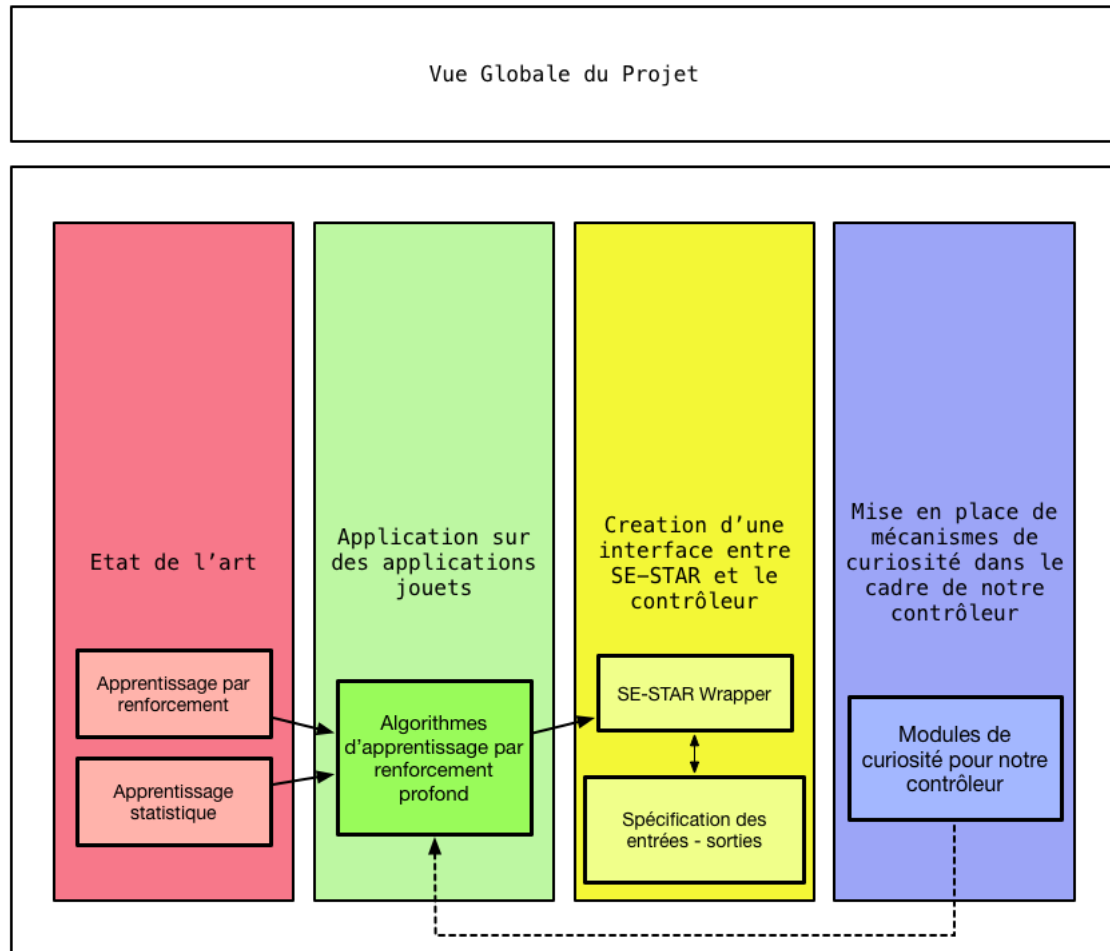 Vue Globale du Projet
Etat de l'art
Apprentissage par
renforcement
Apprentissage
statistique
Application sur
des applications
jouets
Algorithmes
d'apprentissage par
renforcement
profond
Creation d'une
interface entre
SE-STAR et le
contrôleur
SE-STAR Wrapper
Spécification des
entrées - sorties
Mise en place de
mécanismes de
curiosité dans le
cadre de notre
contrôleur
Modules de
curiosité pour notre
contrôleur